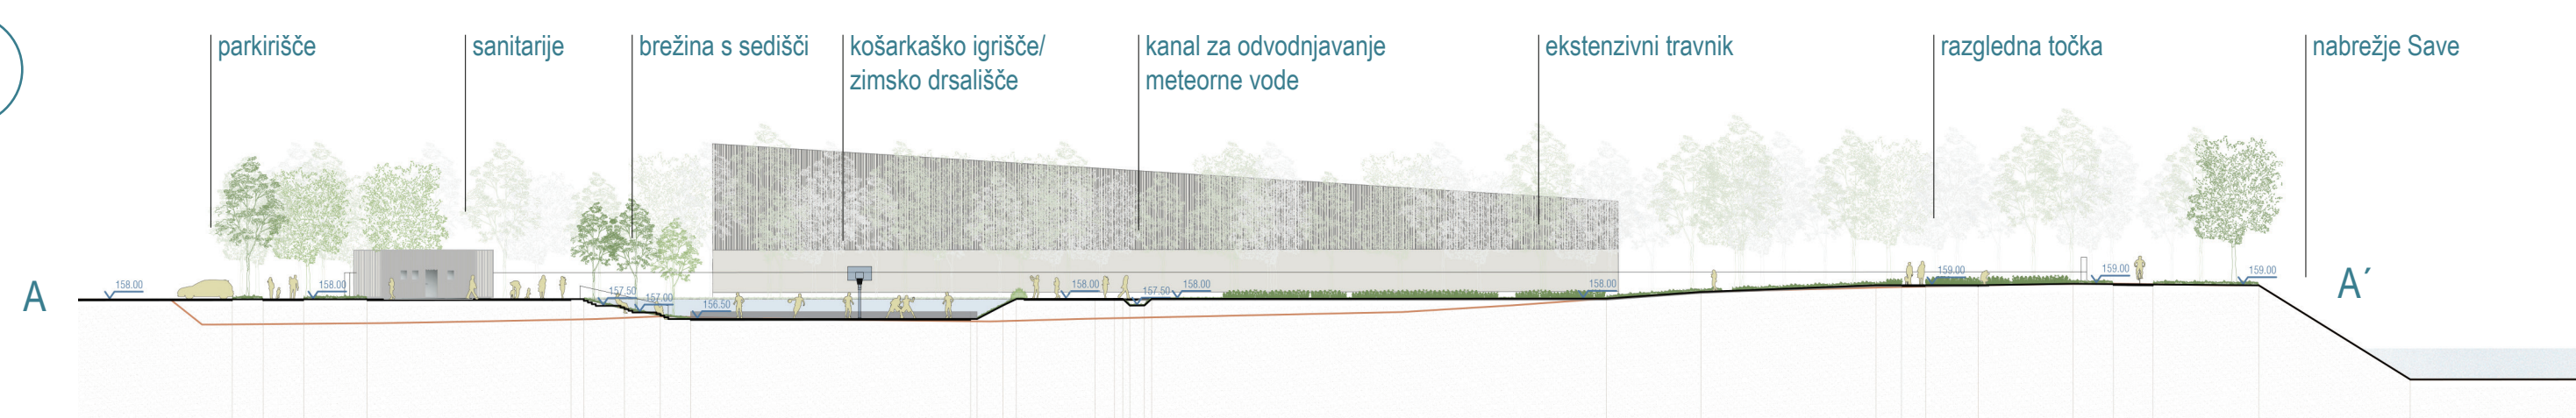 parkirišče
sanitarije
brežina s sedišči
košarkaško igrišče/
zimsko drsališče
kanal za odvodnjavanje
meteorne vode
ekstenzivni travnik
razgledna točka
nabrežje Save
A
158.00
158.00
157.50
157.00
156.50
158.00
157.50
158.00
158.00
159.00
159.00
159.00
A´